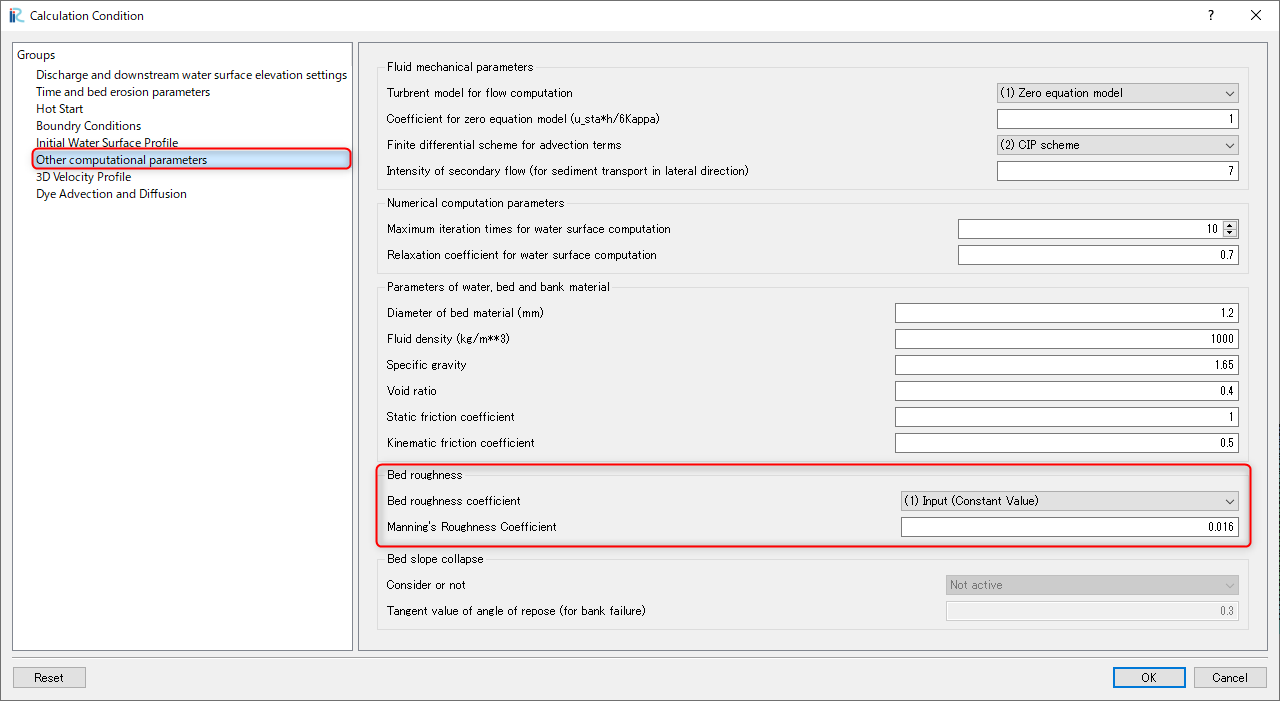 Calculation Condition
?
Groups
Discharge and downstream water surface elevation settings
Time and bed erosion parameters
Hot Start
Boundry Conditions
Initial Water Surface Profile
Other computational parameters
3D Velocity Profile
Dye Advection and Diffusion
Fluid mechanical parameters
Turbrent model for flow computation (1) Zero equation model
Coefficient for zero equation model (u_sta*h/6Kappa) 1
Finite differential scheme for advection terms (2) CIP scheme
Intensity of secondary flow (for sediment transport in lateral direction) 7
Numerical computation parameters
Maximum iteration times for water surface computation 10
Relaxation coefficient for water surface computation 0.7
Parameters of water, bed and bank material
Diameter of bed material (mm) 1.2
Fluid density (kg/m**3) 1000
Specific gravity 1.65
Void ratio 0.4
Static friction coefficient 1
Kinematic friction coefficient 0.5
Bed roughness
Bed roughness coefficient (1) Input (Constant Value)
Manning's Roughness Coefficient 0.016
Bed slope collapse
Consider or not Not active
Tangent value of angle of repose (for bank failure) 0.3
Reset OK Cancel